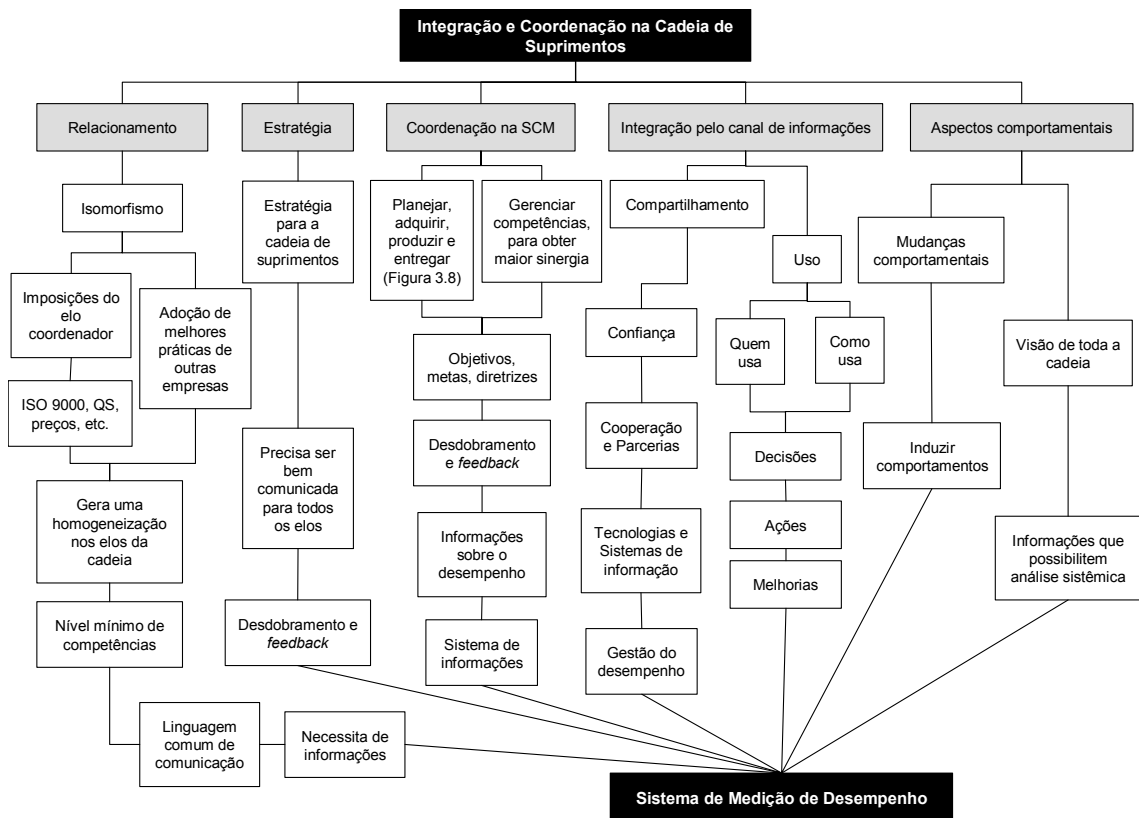 Integração e Coordenação na Cadeia de
Suprimentos
Relacionamento
Estratégia
Coordenação na SCM
Integração pelo canal de informações
Aspectos comportamentais
Isomorfismo
Imposições do
elo
coordenador
Adoção de
melhores
práticas de
outras
empresas
ISO 9000, QS,
preços, etc.
Gera uma
homogeneização
nos elos da
cadeia
Nível mínimo de
competências
Linguagem
comum de
comunicação
Necessita de
informações
Estratégia
para a
cadeia de
suprimentos
Precisa ser
bem
comunicada
para todos
os elos
Desdobramento e
feedback
Planejar,
adquirir,
produzir e
entregar
(Figura 3.8)
Gerenciar
competências,
para obter
maior sinergia
Objetivos,
metas, diretrizes
Desdobramento
e feedback
Informações
sobre o
desempenho
Sistema de
informações
Compartilhamento
Confiança
Cooperação
e Parcerias
Tecnologias e
Sistemas de
informação
Gestão do
desempenho
Uso
Quem
usa
Como
usa
Decisões
Ações
Melhorias
Mudanças
comportamentais
Induzir
comportamentos
Visão de toda a
cadeia
Informações que
possibilitem
análise sistêmica
Sistema de Medição de Desempenho